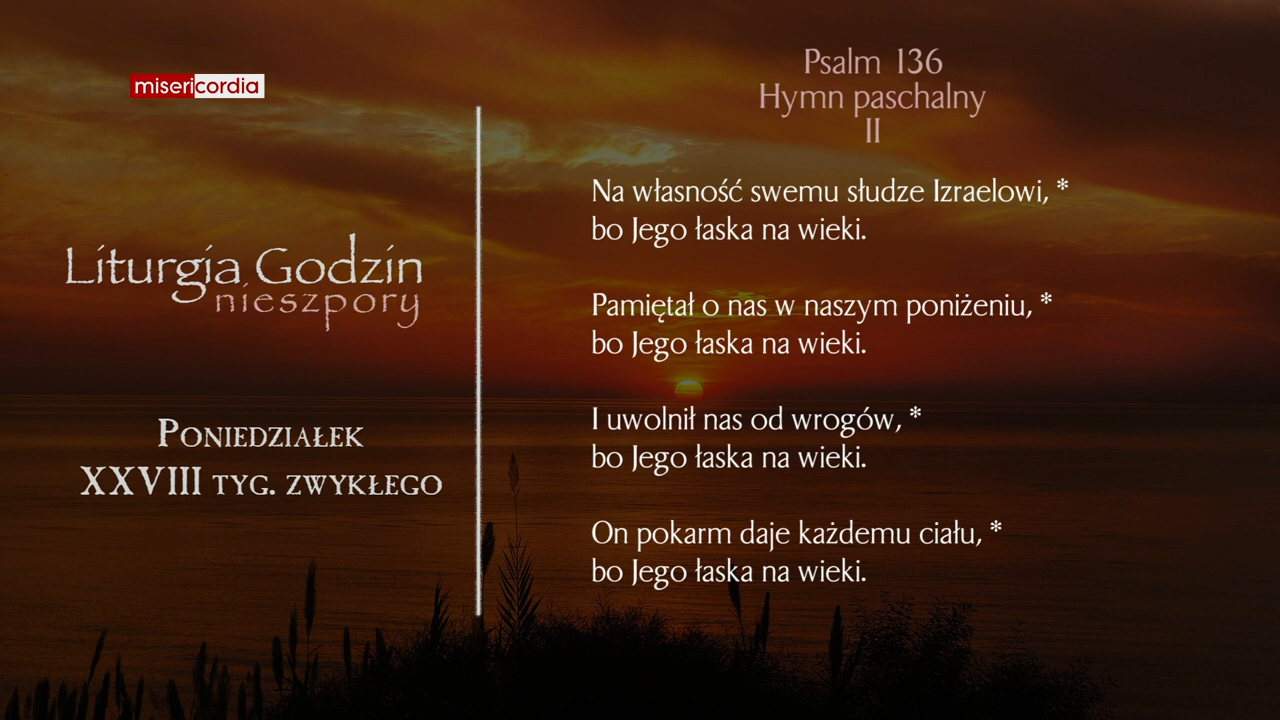 misericordia
Liturgia Godzin
nieszpory
Poniedziałek
XXVIII tyg. zwykłego
Psalm 136
Hymn paschalny
II
Na własność swemu słudze Izraelowi, *
bo Jego łaska na wieki.
Pamiętał o nas w naszym poniżeniu, *
bo Jego łaska na wieki.
I uwolnił nas od wrogów, *
bo Jego łaska na wieki.
On pokarm daje każdemu ciału, *
bo Jego łaska na wieki.